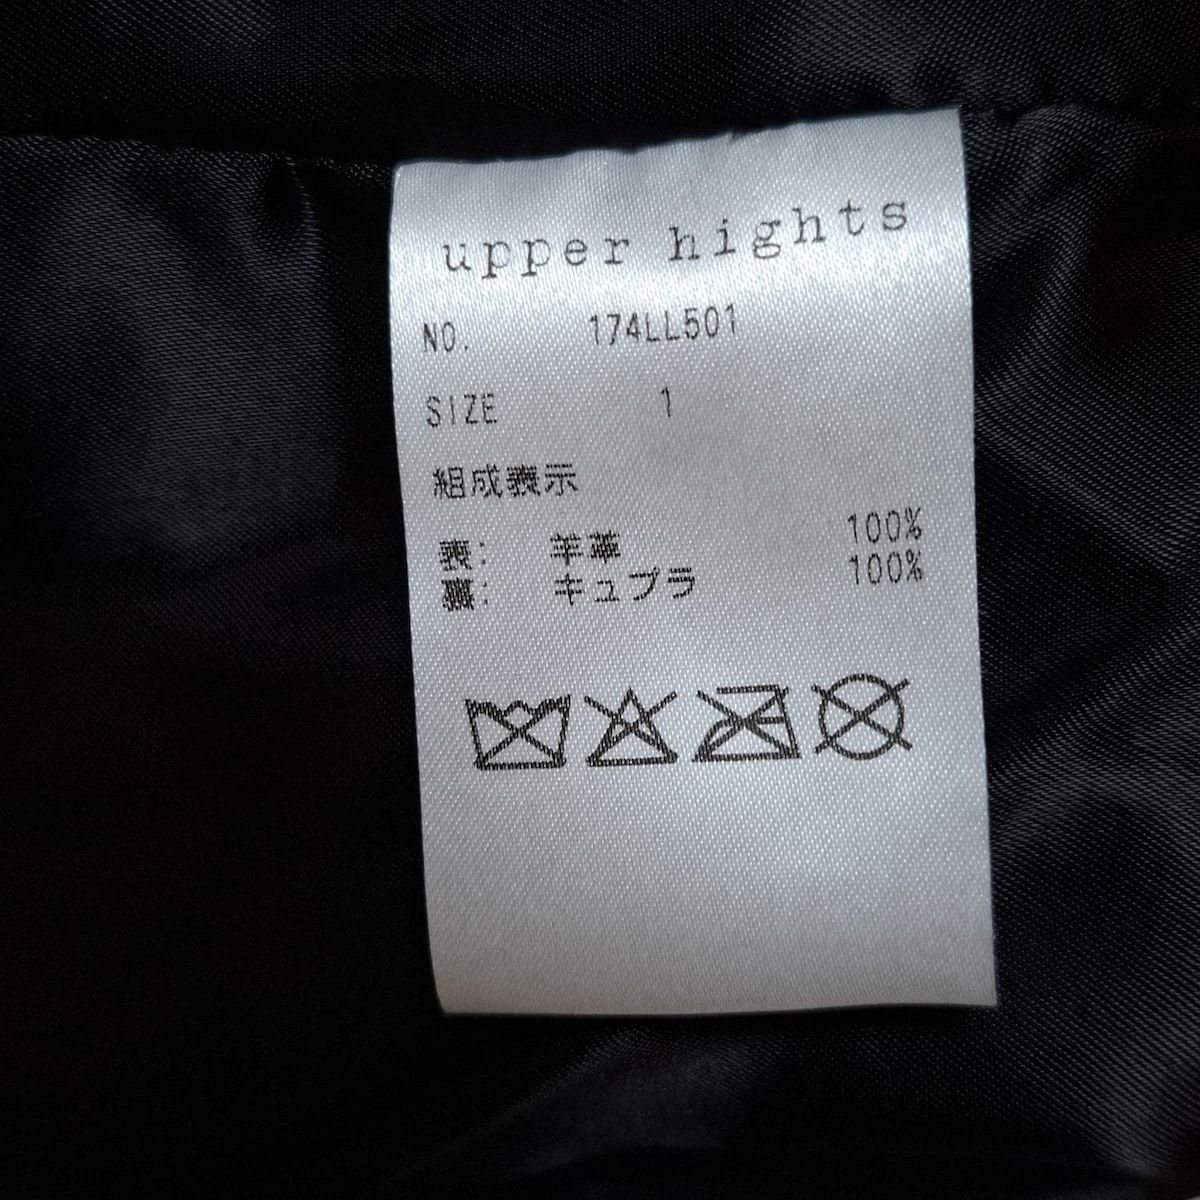 upper hights
NO. 174LL501
SIZE 1
組成表示
表: 羊革 100%
裏: キュプラ 100%